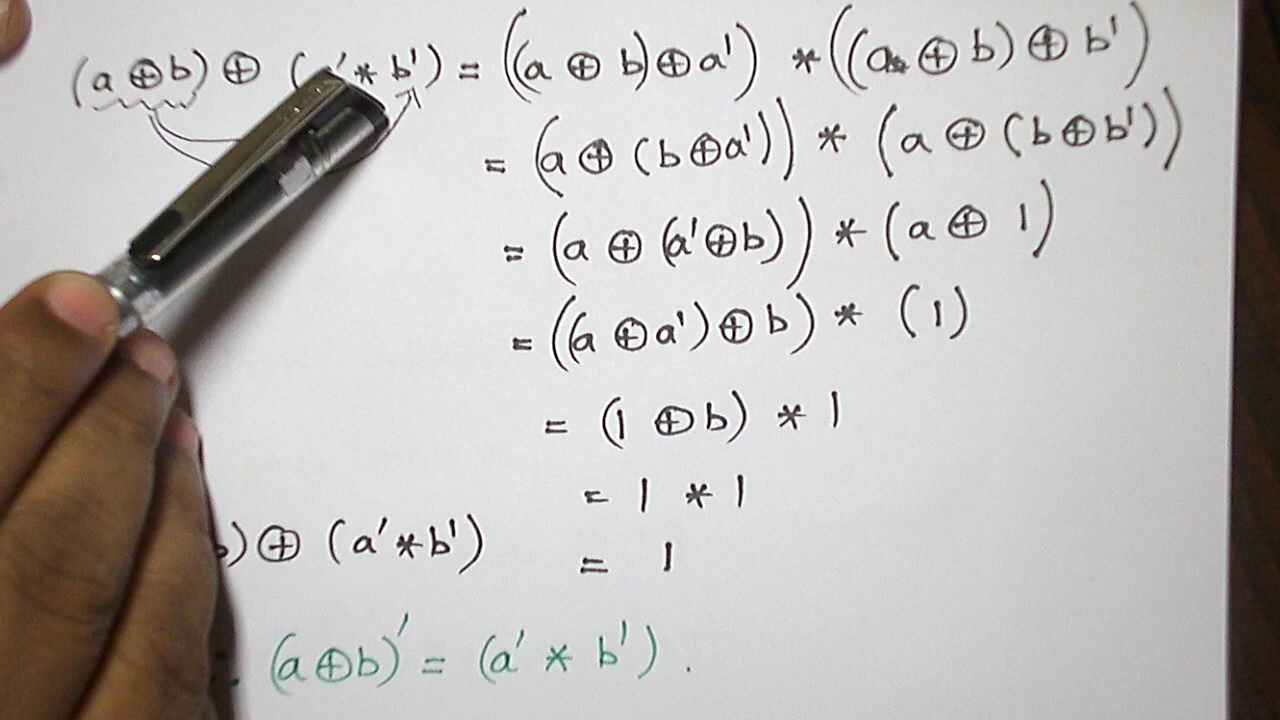 (a ⊕ b) ⊕ ( ′ * b') = ((a ⊕ b) ⊕ a') * ((a ⊕ b) ⊕ b')
= (a ⊕ (b ⊕ a')) * (a ⊕ (b ⊕ b'))
= (a ⊕ (a' ⊕ b)) * (a ⊕ 1)
= ((a ⊕ a') ⊕ b) * (1)
= (1 ⊕ b) * 1
= 1 * 1
) ⊕ (a' * b') = 1
(a ⊕ b)' = (a' * b') .